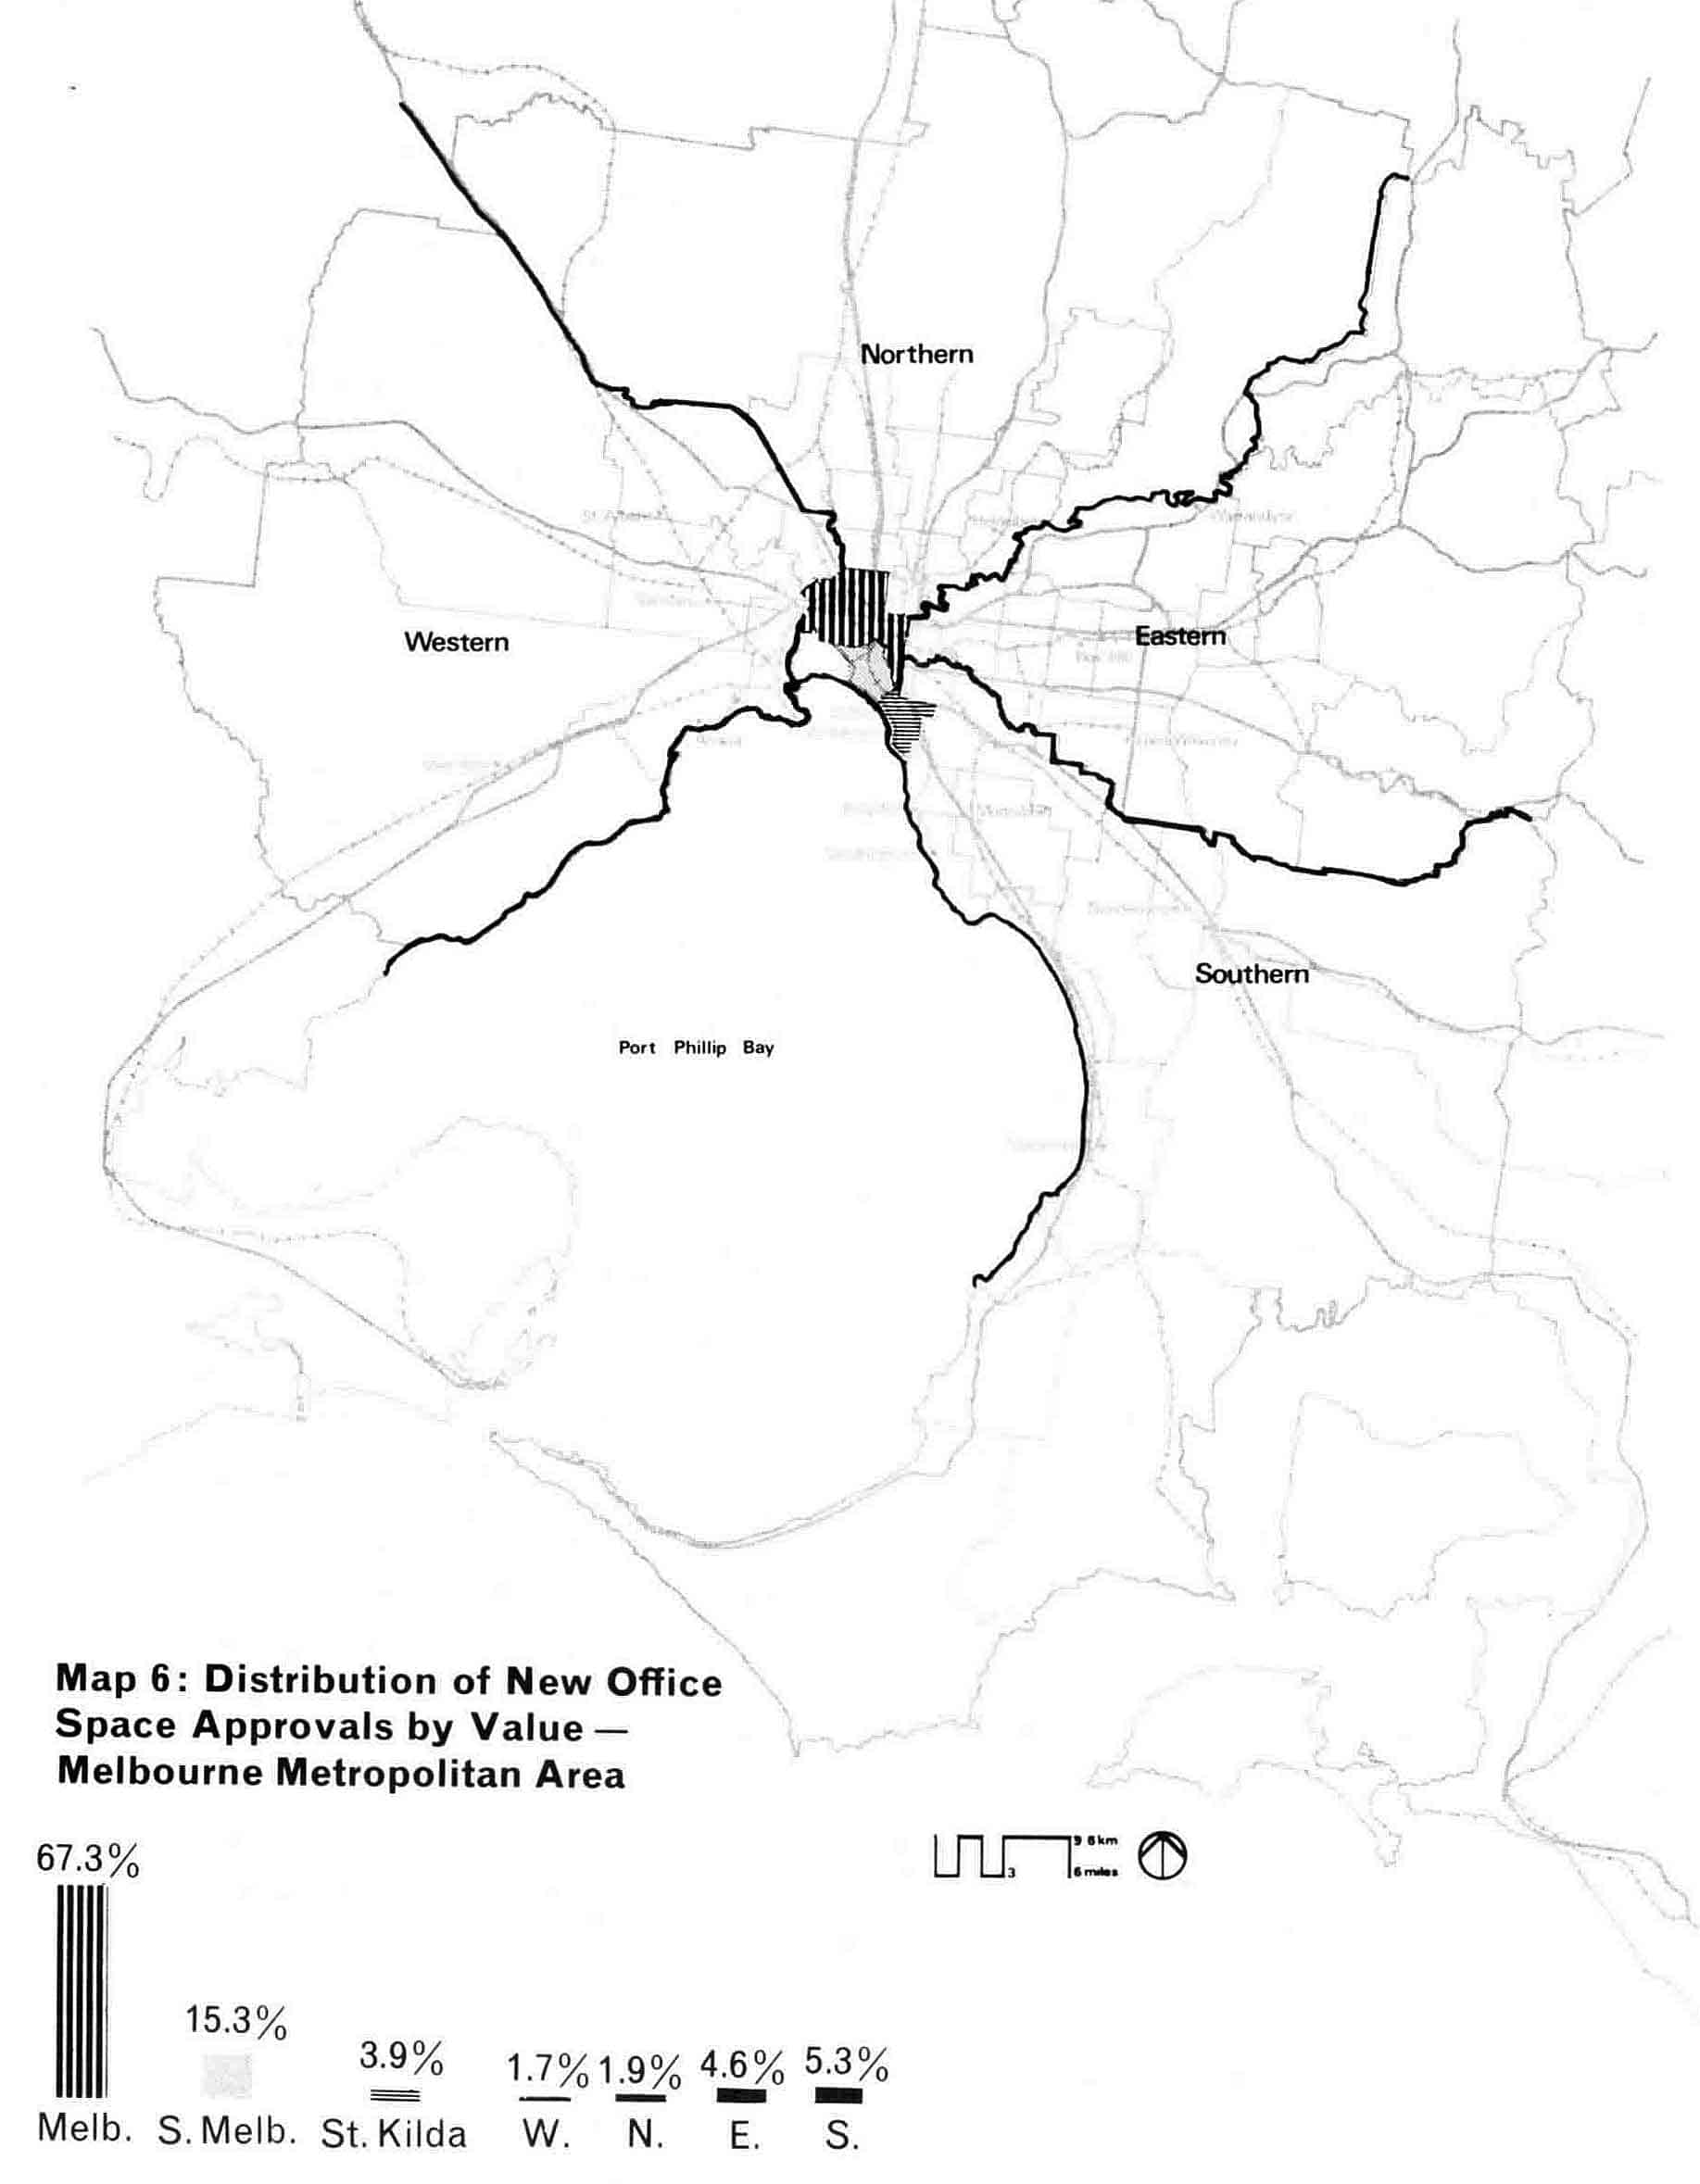 Northern
Western
Eastern
Southern
Port Phillip Bay
Map 6: Distribution of New Office
Space Approvals by Value —
Melbourne Metropolitan Area
9 6 km
3
6 miles
67.3%
15.3%
3.9%
1.7%
1.9%
4.6%
5.3%
Melb.
S. Melb.
St. Kilda
W.
N.
E.
S.